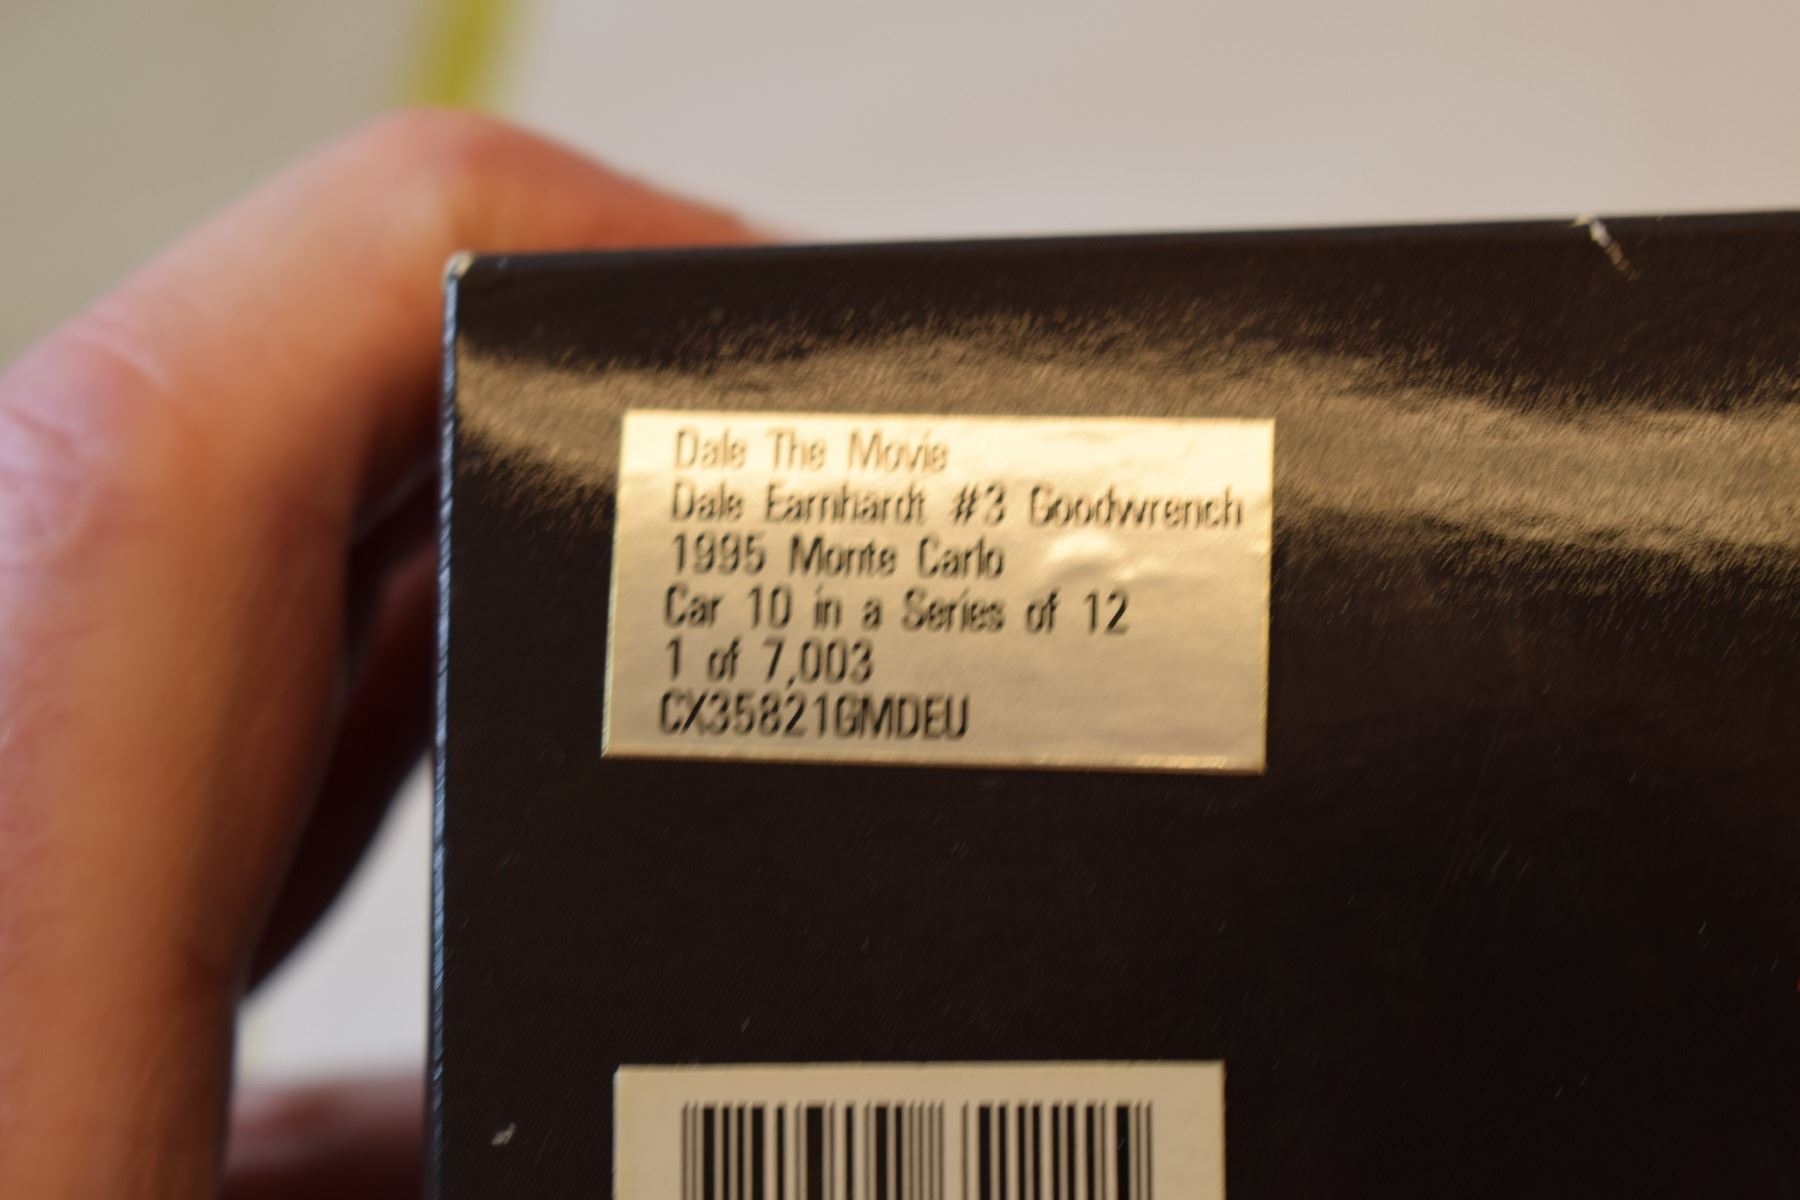 Dale The Movie
Dale Earnhardt #3 Goodwrench
1995 Monte Carlo
Car 10 in a Series of 12
1 of 7,003
CX35821GMDEU